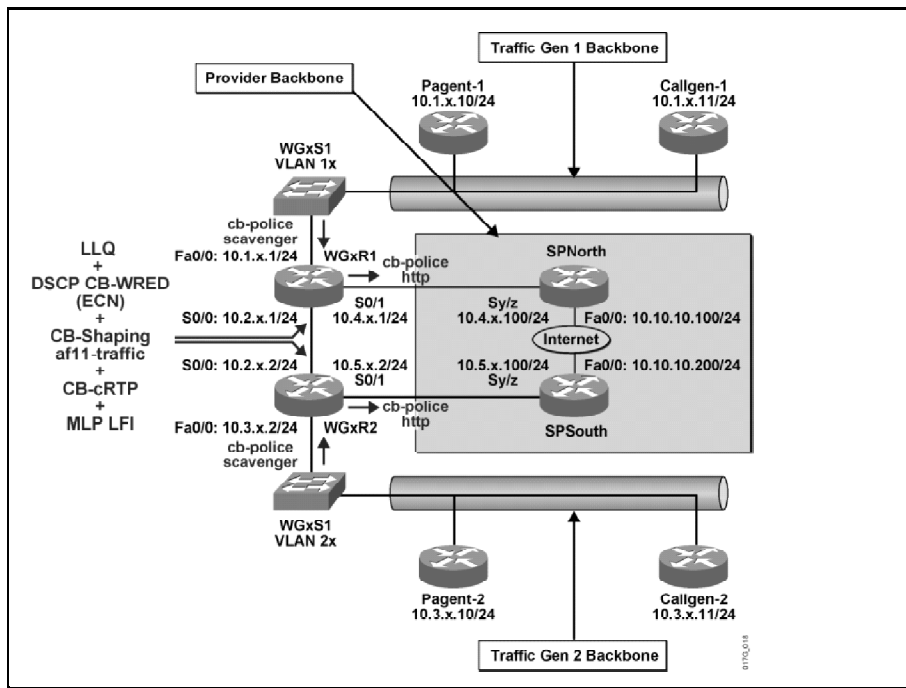 Traffic Gen 1 Backbone
Provider Backbone
Pagent-1
10.1.x.10/24
Callgen-1
10.1.x.11/24
WGxS1
VLAN 1x
cb-police
scavenger
Fa0/0: 10.1.x.1/24
WGxR1
cb-police
http
SPNorth
LLQ
+
DSCP CB-WRED
(ECN)
+
CB-Shaping
af11-traffic
+
CB-cRTP
+
MLP LFI
S0/1
10.4.x.1/24
Sy/z
10.4.x.100/24
Fa0/0: 10.10.10.100/24
S0/0: 10.2.x.1/24
Internet
S0/0: 10.2.x.2/24
10.5.x.2/24
S0/1
10.5.x.100/24
Sy/z
Fa0/0: 10.10.10.200/24
cb-police
http
Fa0/0: 10.3.x.2/24
WGxR2
SPSouth
cb-police
scavenger
WGxS1
VLAN 2x
Pagent-2
10.3.x.10/24
Callgen-2
10.3.x.11/24
Traffic Gen 2 Backbone
017G_018